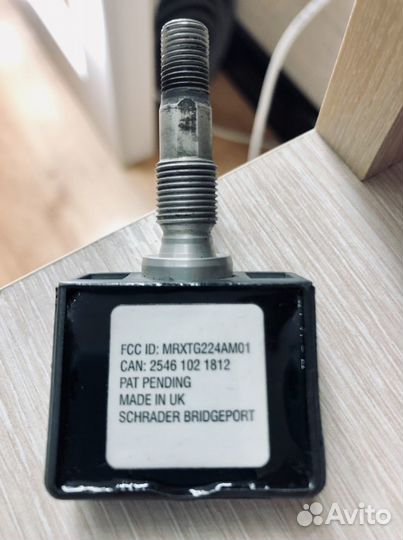 FCC ID: MRXTG224AM01
CAN: 2546 102 1812
PAT PENDING
MADE IN UK
SCHRADER BRIDGEPORT
Avito